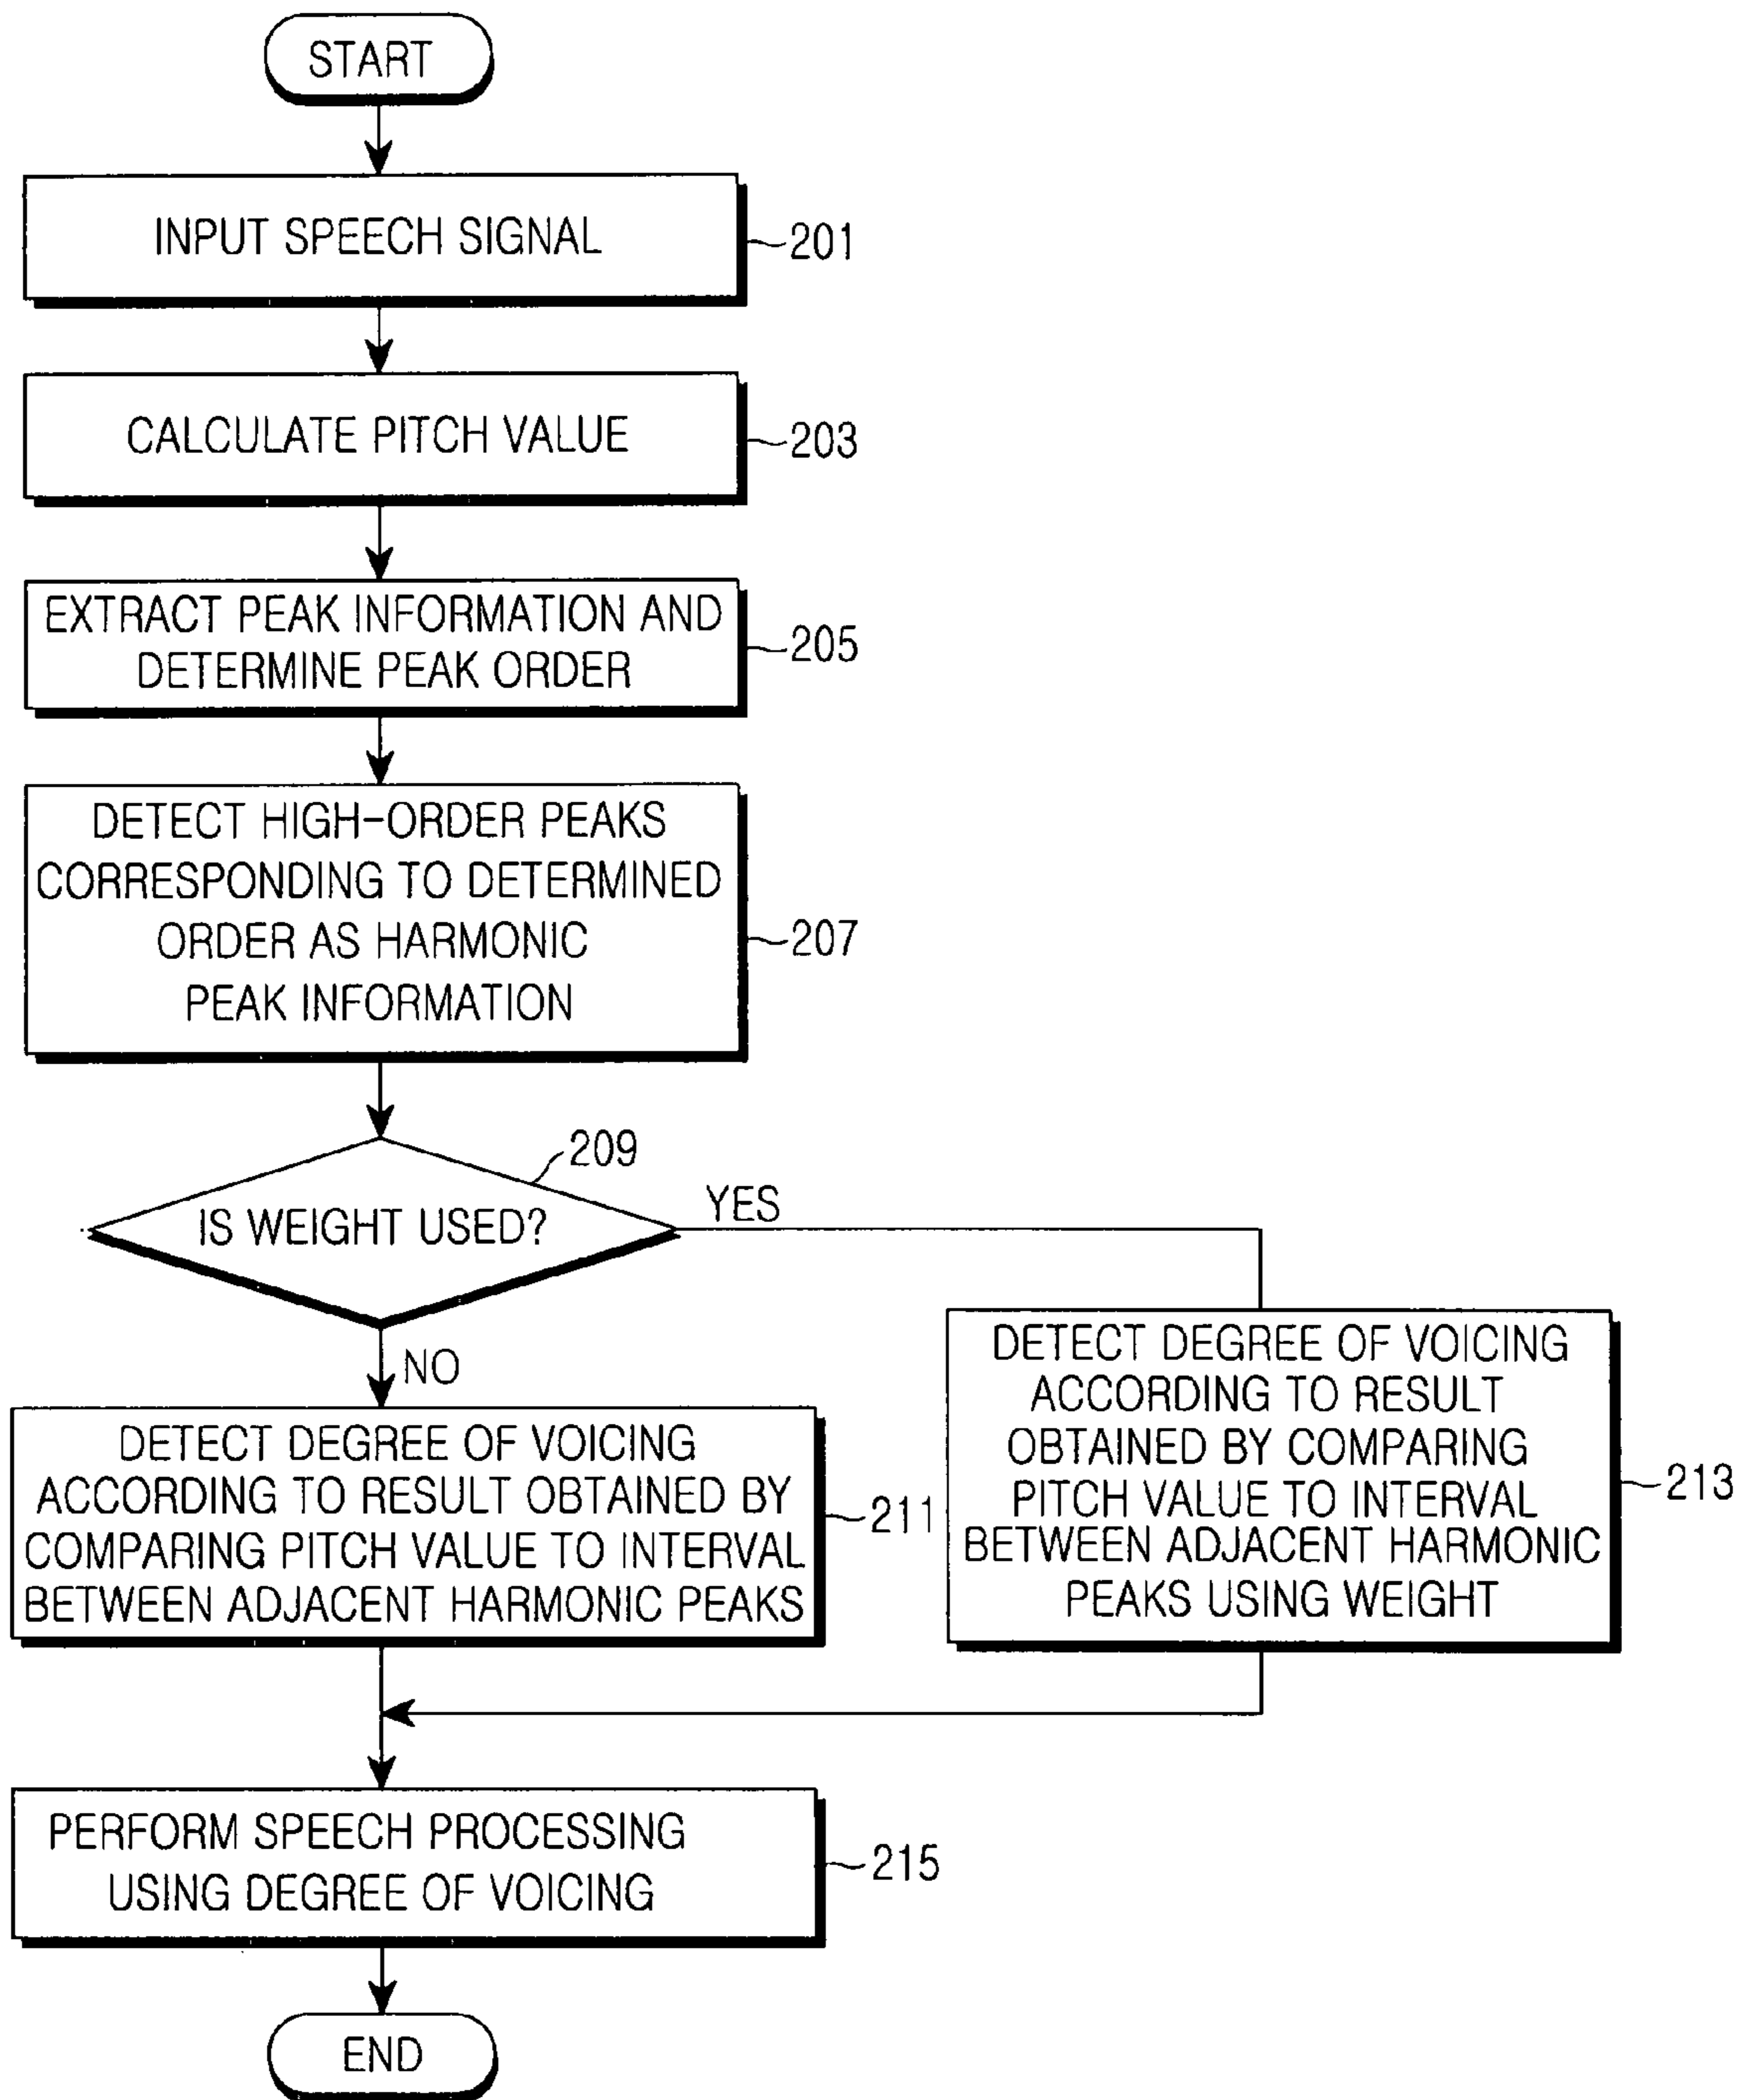 START
INPUT SPEECH SIGNAL
201
CALCULATE PITCH VALUE
203
EXTRACT PEAK INFORMATION AND
DETERMINE PEAK ORDER
205
DETECT HIGH-ORDER PEAKS
CORRESPONDING TO DETERMINED
ORDER AS HARMONIC
PEAK INFORMATION
207
209
IS WEIGHT USED?
YES
NO
DETECT DEGREE OF VOICING
ACCORDING TO RESULT OBTAINED BY
COMPARING PITCH VALUE TO INTERVAL
BETWEEN ADJACENT HARMONIC PEAKS
211
DETECT DEGREE OF VOICING
ACCORDING TO RESULT
OBTAINED BY COMPARING
PITCH VALUE TO INTERVAL
BETWEEN ADJACENT HARMONIC
PEAKS USING WEIGHT
213
PERFORM SPEECH PROCESSING
USING DEGREE OF VOICING
215
END